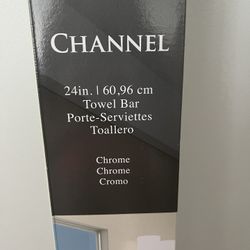 CHANNEL
24in. | 60,96 cm
Towel Bar
Porte-Serviettes
Toallero
Chrome
Chrome
Cromo